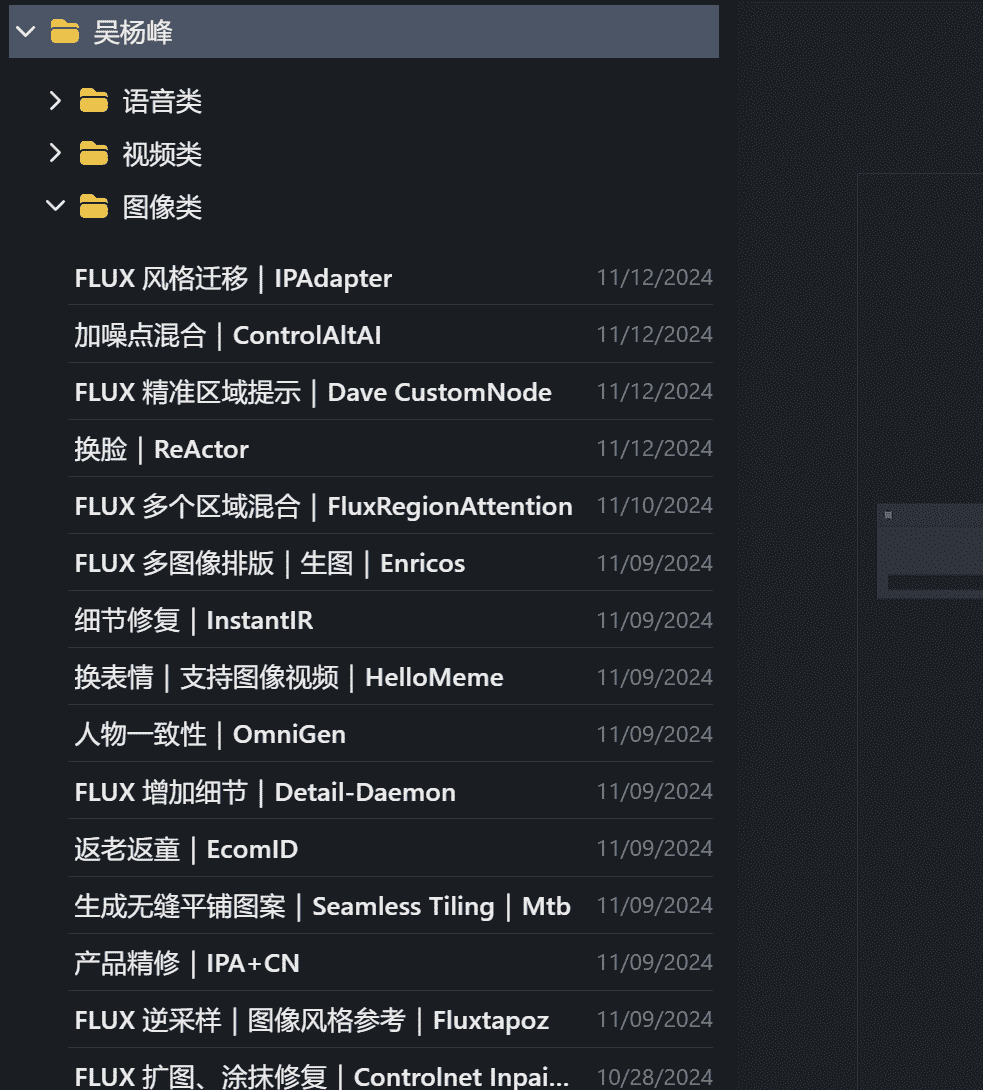 吴杨峰
语音类
视频类
图像类
FLUX 风格迁移｜IPAdapter 11/12/2024
加噪点混合｜ControlAltAI 11/12/2024
FLUX 精准区域提示｜Dave CustomNode 11/12/2024
换脸｜ReActor 11/12/2024
FLUX 多个区域混合｜FluxRegionAttention 11/10/2024
FLUX 多图像排版｜生图｜Enricos 11/09/2024
细节修复｜InstantIR 11/09/2024
换表情｜支持图像视频｜HelloMeme 11/09/2024
人物一致性｜OmniGen 11/09/2024
FLUX 增加细节｜Detail-Daemon 11/09/2024
返老返童｜EcomID 11/09/2024
生成无缝平铺图案｜Seamless Tiling｜Mtb 11/09/2024
产品精修｜IPA+CN 11/09/2024
FLUX 逆采样｜图像风格参考｜Fluxtapoz 11/09/2024
FLUX 扩图、涂抹修复｜Controlnet Inpai... 10/28/2024